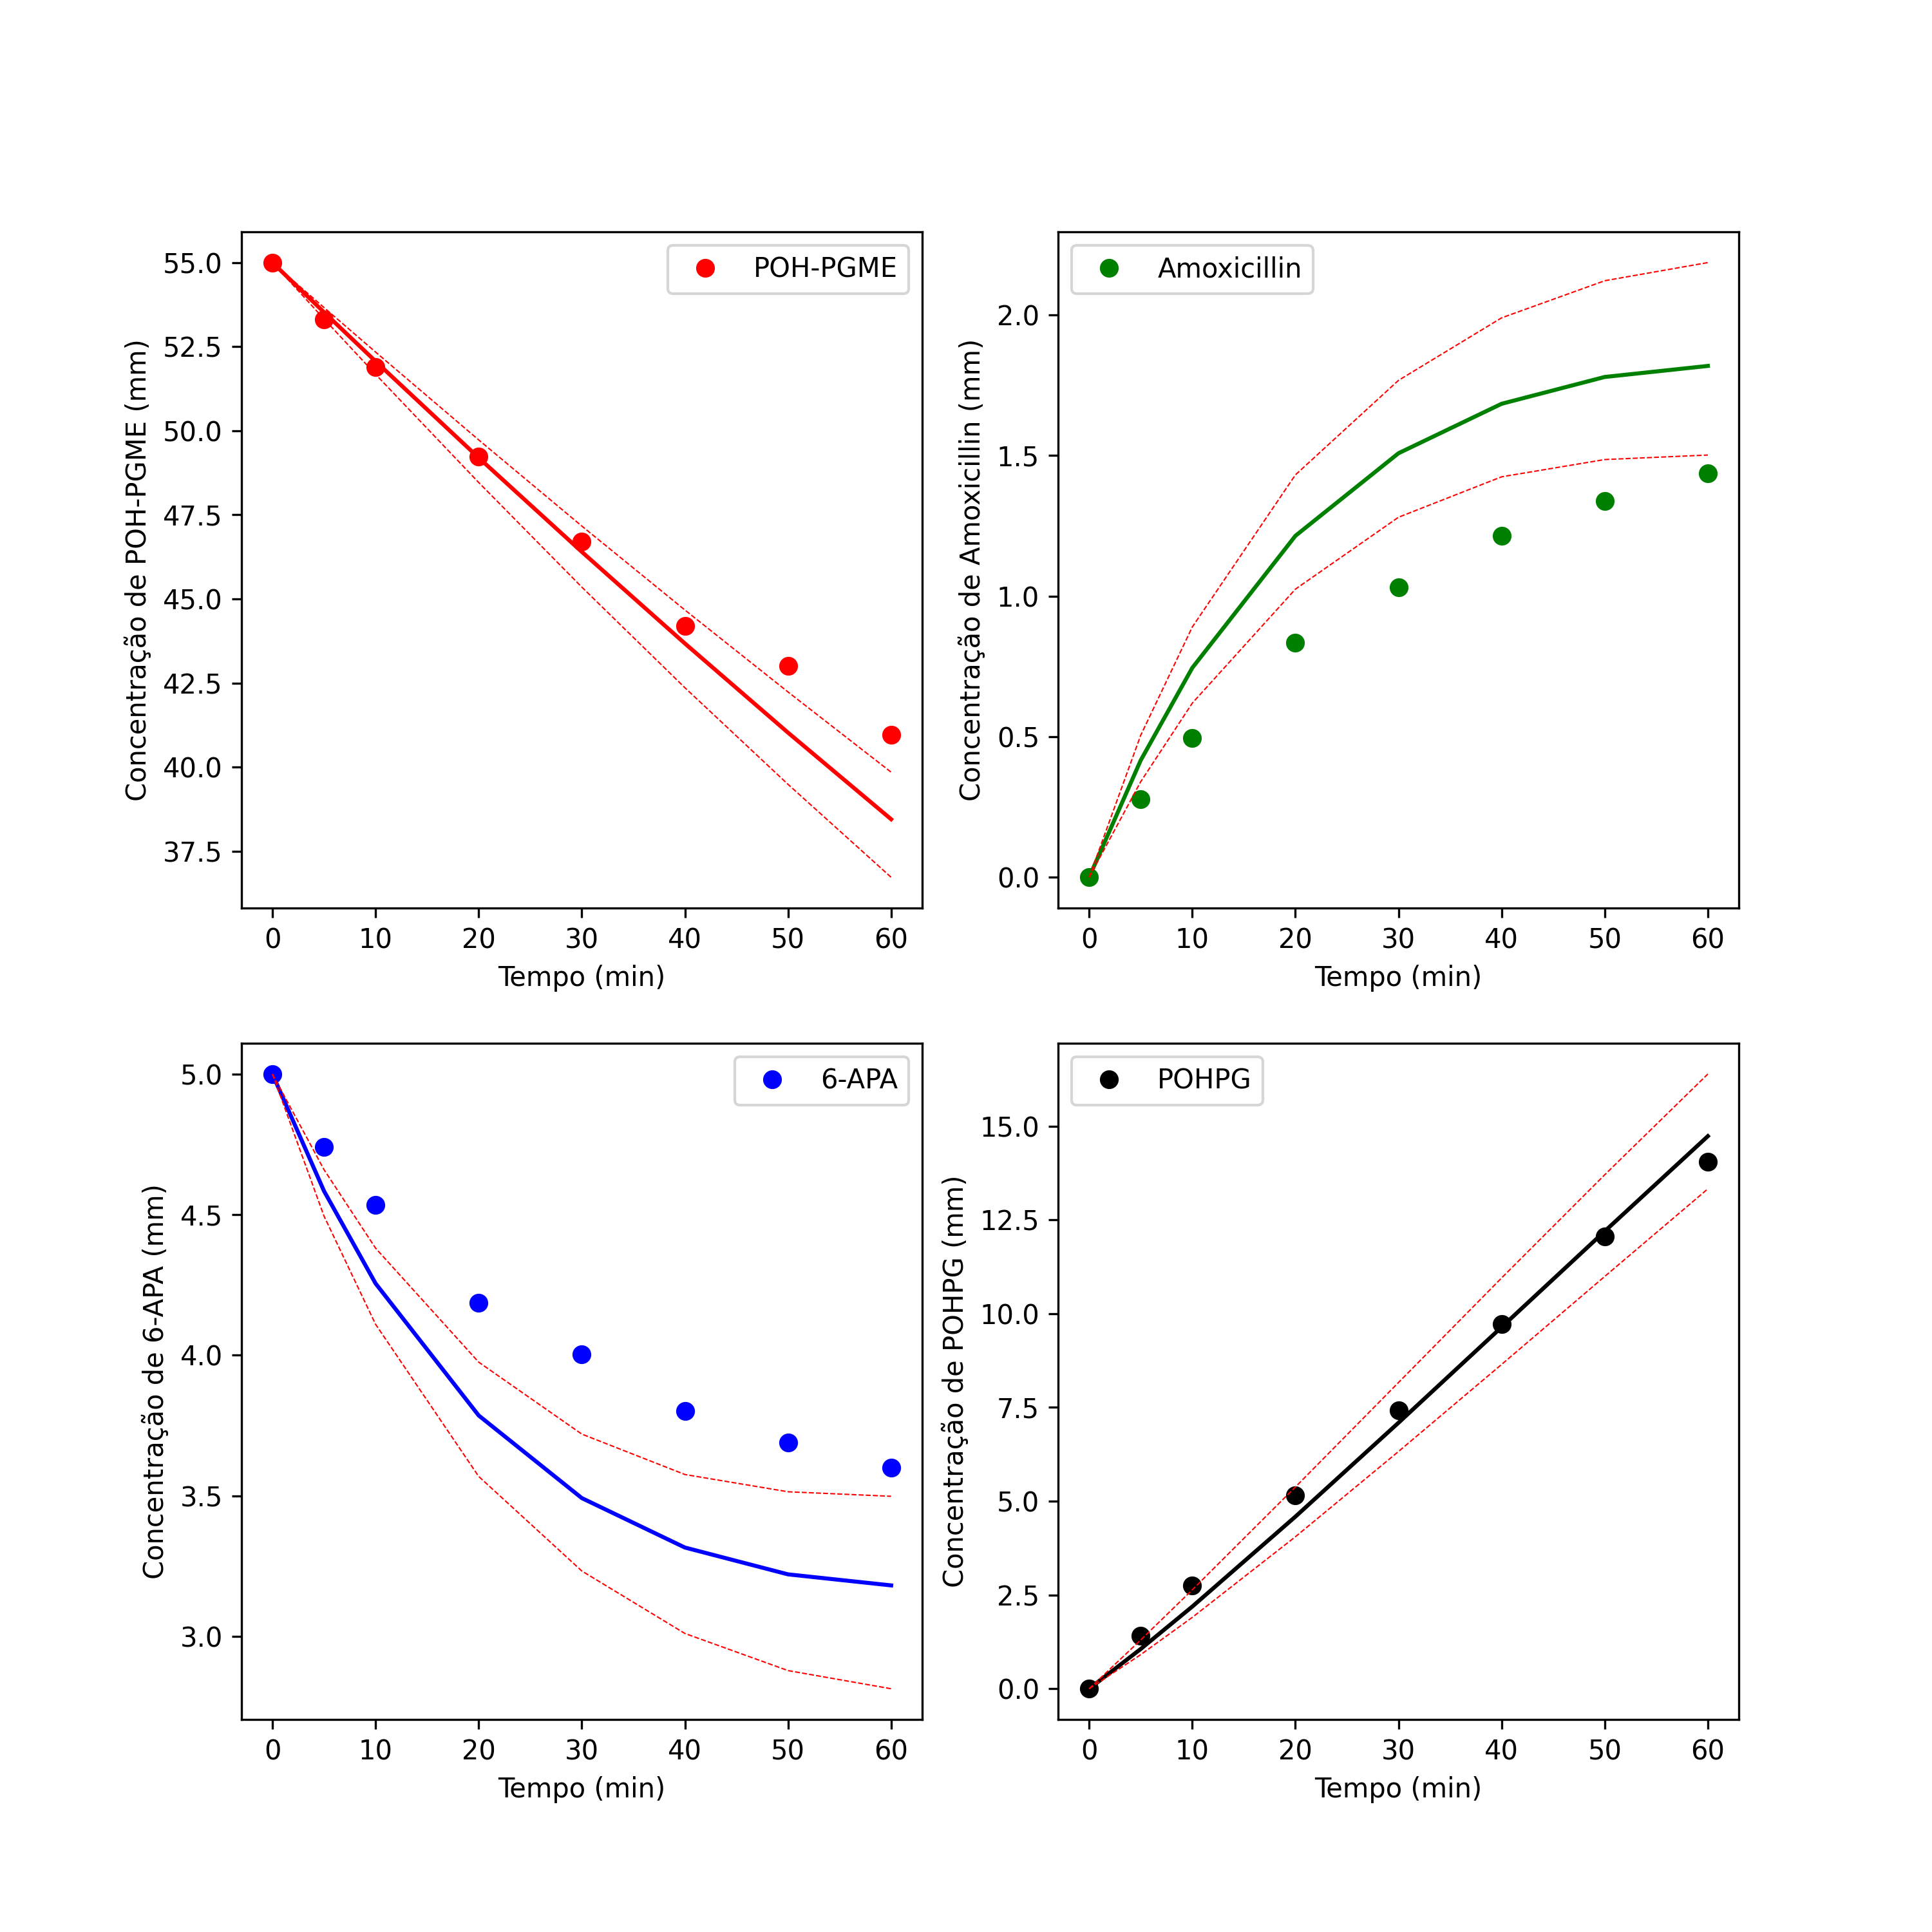 POH-PGME
55.0
52.5
50.0
47.5
45.0
42.5
40.0
37.5
Concentração de POH-PGME (mm)
0 10 20 30 40 50 60
Tempo (min)
Amoxicillin
2.0
1.5
1.0
0.5
0.0
Concentração de Amoxicillin (mm)
0 10 20 30 40 50 60
Tempo (min)
6-APA
5.0
4.5
4.0
3.5
3.0
Concentração de 6-APA (mm)
0 10 20 30 40 50 60
Tempo (min)
POHPG
15.0
12.5
10.0
7.5
5.0
2.5
0.0
Concentração de POHPG (mm)
0 10 20 30 40 50 60
Tempo (min)